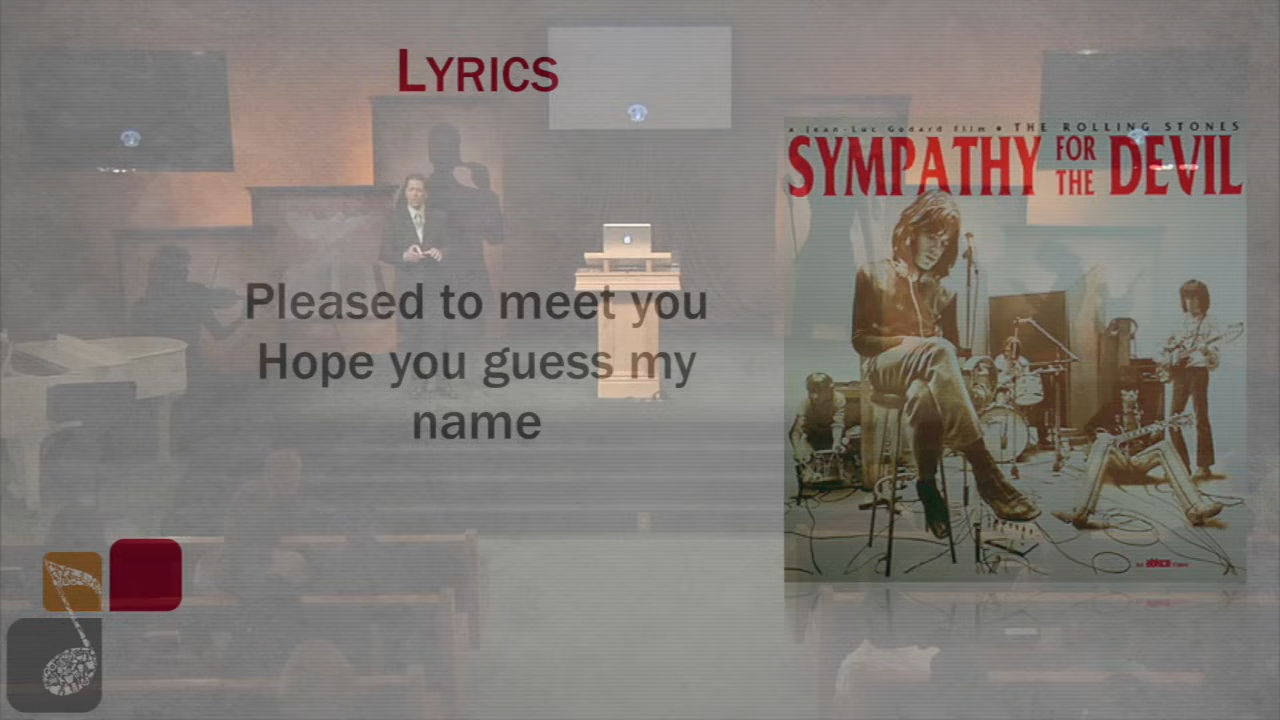 LYRICS
a Jean-Luc Godard film • THE ROLLING STONES
SYMPATHY FOR THE DEVIL
Pleased to meet you
Hope you guess my
name